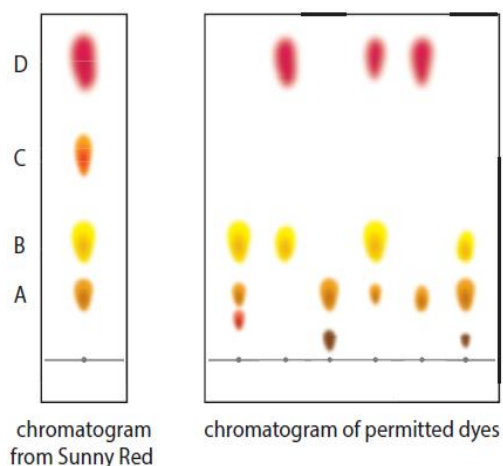 D
C
B
A
chromatogram
from Sunny Red
chromatogram of permitted dyes